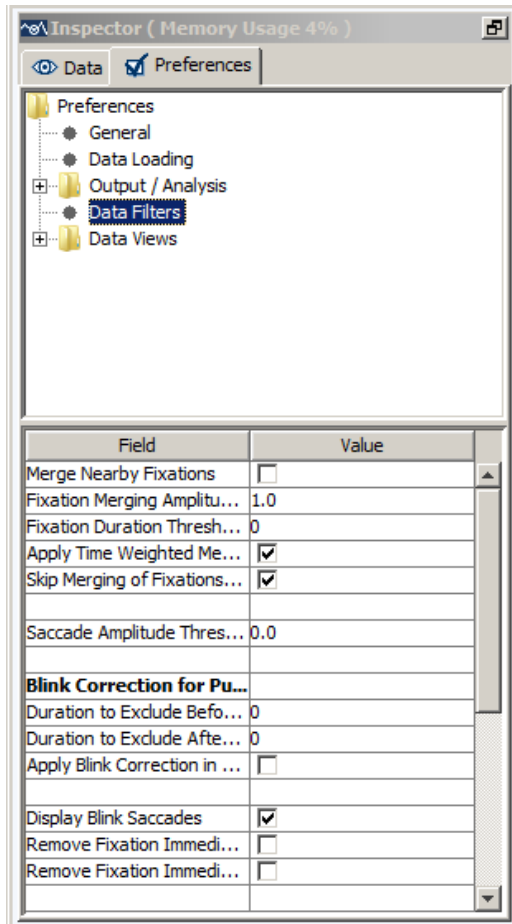 Inspector ( Memory Usage 4% )
Data Preferences
Preferences
General
Data Loading
Output / Analysis
Data Filters
Data Views
Field Value
Merge Nearby Fixations
Fixation Merging Amplitu... 1.0
Fixation Duration Thresh... 0
Apply Time Weighted Me...
Skip Merging of Fixations...
Saccade Amplitude Thres... 0.0
Blink Correction for Pu...
Duration to Exclude Befo... 0
Duration to Exclude Afte... 0
Apply Blink Correction in ...
Display Blink Saccades
Remove Fixation Immedi...
Remove Fixation Immedi...